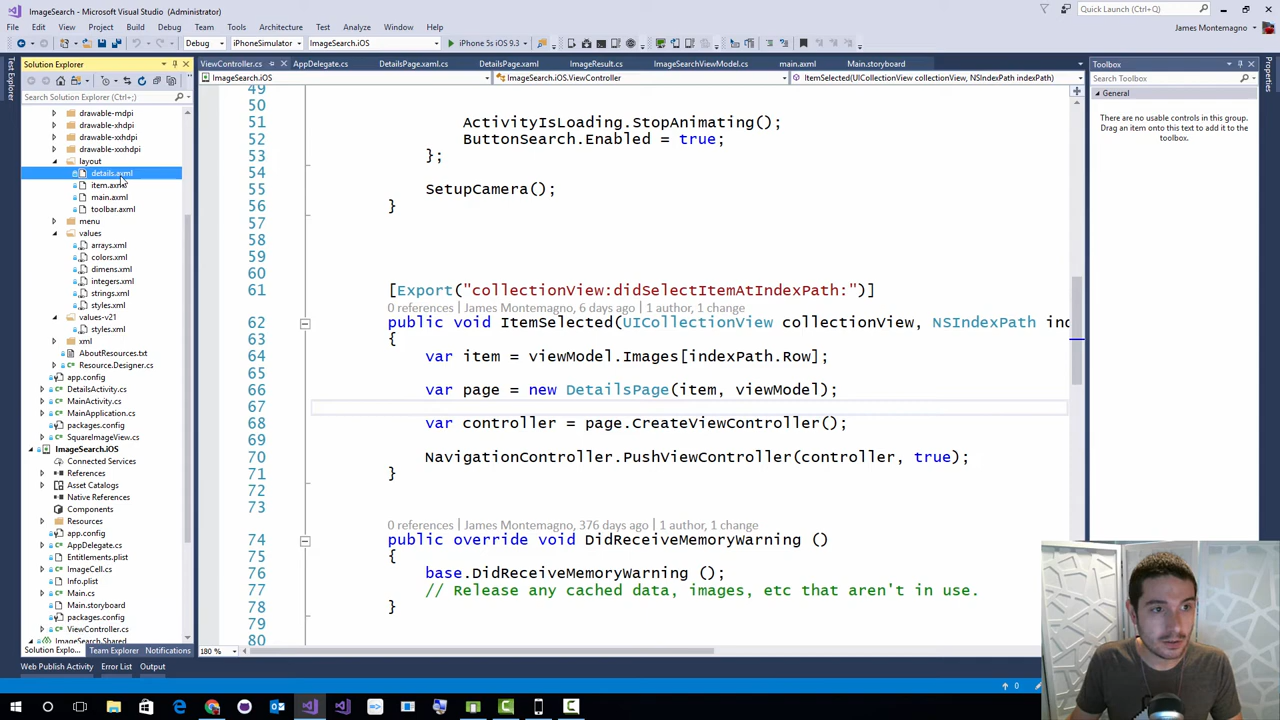 ImageSearch - Microsoft Visual Studio (Administrator)
Quick Launch (Ctrl+Q)
File Edit View Project Build Debug Team Tools Architecture Test Analyze Window Help
James Montemagno
Debug iPhoneSimulator ImageSearch.iOS iPhone 5s iOS 9.3
Test Explorer
Solution Explorer
Search Solution Explorer (Ctrl+;)
drawable-mdpi
drawable-xhdpi
drawable-xxhdpi
drawable-xxxhdpi
layout
details.axml
item.axml
main.axml
toolbar.axml
menu
values
arrays.xml
colors.xml
dimens.xml
integers.xml
strings.xml
styles.xml
values-v21
styles.xml
xml
AboutResources.txt
Resource.Designer.cs
app.config
DetailsActivity.cs
MainActivity.cs
MainApplication.cs
packages.config
SquareImageView.cs
ImageSearch.iOS
Connected Services
References
Asset Catalogs
Native References
Components
Resources
app.config
AppDelegate.cs
Entitlements.plist
ImageCell.cs
Info.plist
Main.cs
Main.storyboard
packages.config
ViewController.cs
ImageSearch.Shared
Solution Explo... Team Explorer Notifications
ViewController.cs AppDelegate.cs DetailsPage.xaml.cs DetailsPage.xaml ImageResult.cs ImageSearchViewModel.cs main.axml Main.storyboard
ImageSearch.iOS ImageSearch.iOS.ViewController ItemSelected(UICollectionView collectionView, NSIndexPath indexPath)
49
50
51 ActivityIsLoading.StopAnimating();
52 ButtonSearch.Enabled = true;
53 };
54
55 SetupCamera();
56 }
57
58
59
60
61 [Export("collectionView:didSelectItemAtIndexPath:")]
0 references | James Montemagno, 6 days ago | 1 author, 1 change
62 public void ItemSelected(UICollectionView collectionView, NSIndexPath ind
63 {
64 var item = viewModel.Images[indexPath.Row];
65
66 var page = new DetailsPage(item, viewModel);
67
68 var controller = page.CreateViewController();
69
70 NavigationController.PushViewController(controller, true);
71 }
72
73
0 references | James Montemagno, 376 days ago | 1 author, 1 change
74 public override void DidReceiveMemoryWarning ()
75 {
76 base.DidReceiveMemoryWarning ();
77 // Release any cached data, images, etc that aren't in use.
78 }
79
80
180 %
Toolbox
Search Toolbox
General
There are no usable controls in this group.
Drag an item onto this text to add it to the
toolbox.
Properties
Web Publish Activity Error List Output
0